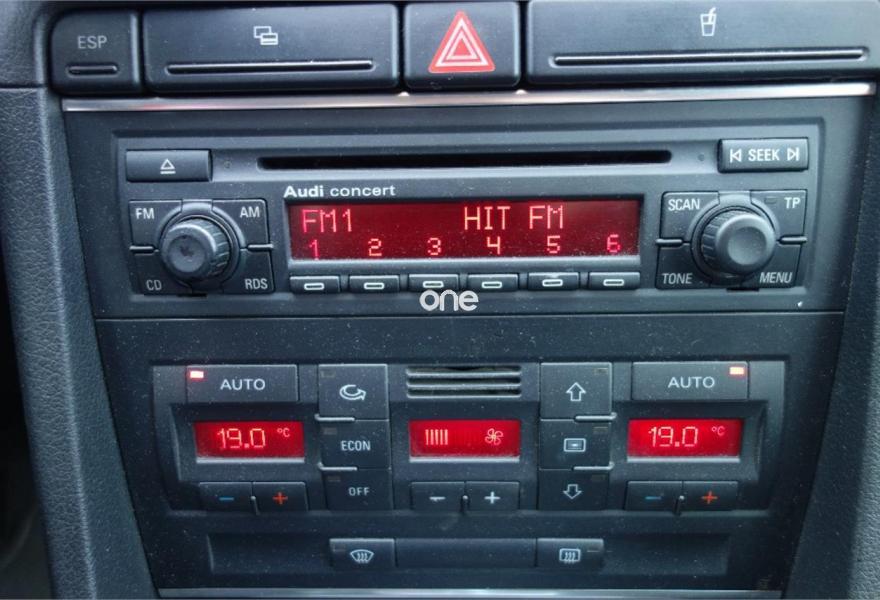 ESP
SEEK
Audi concert
FM AM
SCAN TP
FM1 HIT FM
1 2 3 4 5 6
CD RDS
TONE MENU
one
AUTO AUTO
19.0 °C ECON 19.0 °C
OFF
- + - + - +